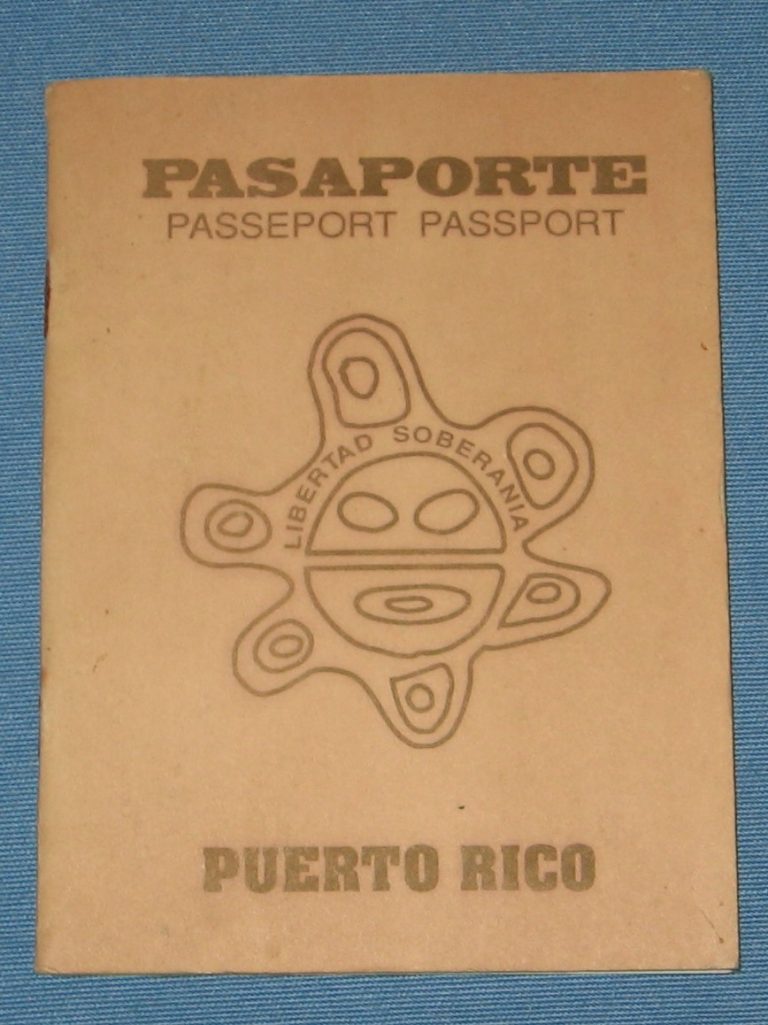 PASAPORTE
PASSEPORT PASSPORT
LIBERTAD SOBERANIA
PUERTO RICO